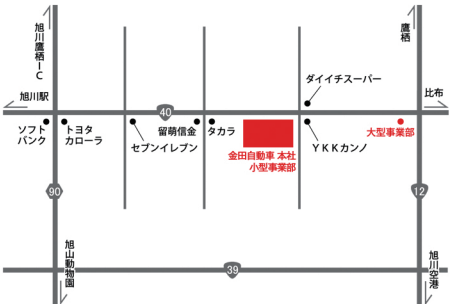 旭川鷹栖IC
鷹栖
ダイイチスーパー
旭川駅
比布
40
ソフト
バンク
トヨタ
カローラ
セブンイレブン
留萌信金
タカラ
金田自動車 本社
小型事業部
YKKカンノ
大型事業部
90
12
旭山動物園
39
旭川空港